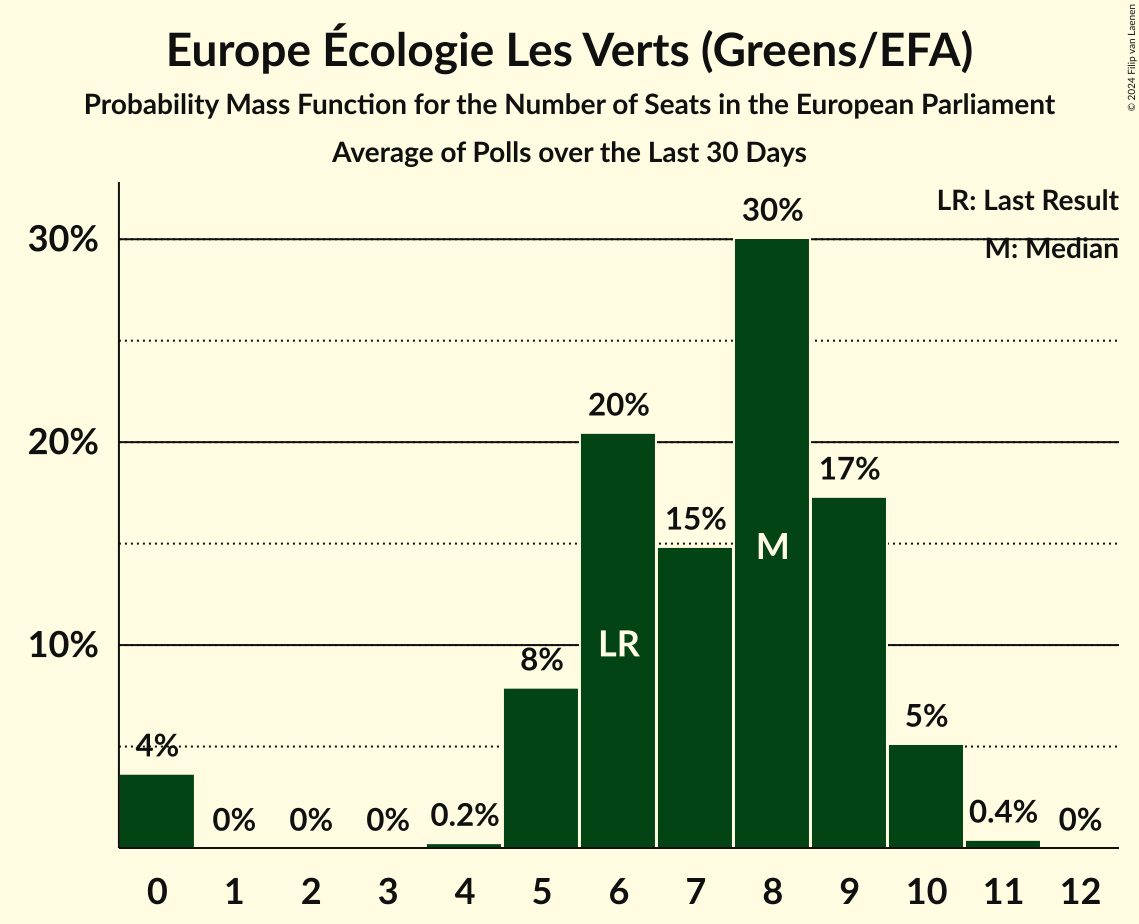 Europe Écologie Les Verts (Greens/EFA)
Probability Mass Function for the Number of Seats in the European Parliament
Average of Polls over the Last 30 Days
© 2024 Filip van Laenen
LR: Last Result
M: Median
30%
20%
10%
4%
0%
0%
0%
0.2%
8%
20%
15%
30%
17%
5%
0.4%
0%
LR
M
0 1 2 3 4 5 6 7 8 9 10 11 12